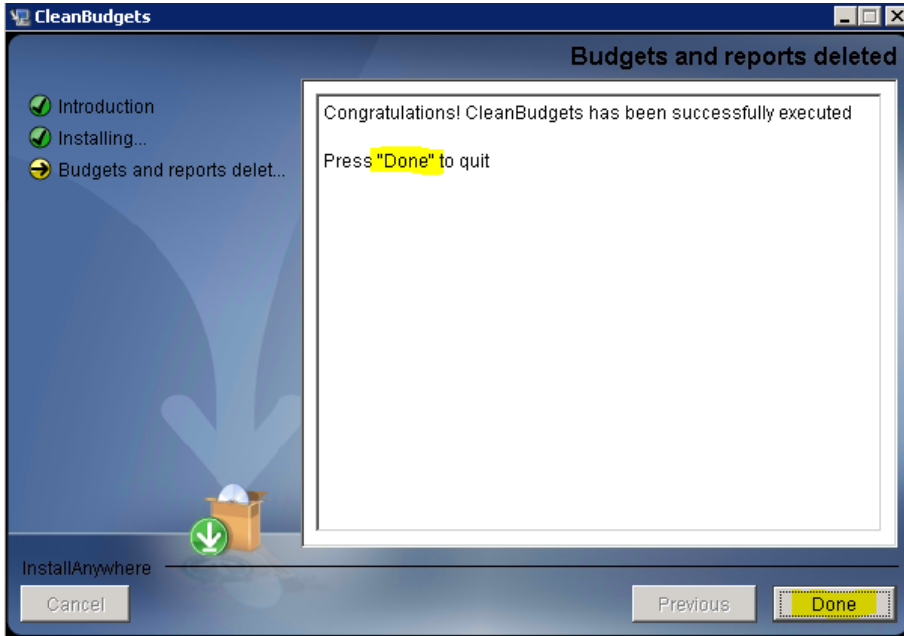 CleanBudgets
Budgets and reports deleted
Introduction
Installing...
Budgets and reports delet...
Congratulations! CleanBudgets has been successfully executed
Press "Done" to quit
InstallAnywhere
Cancel
Previous
Done